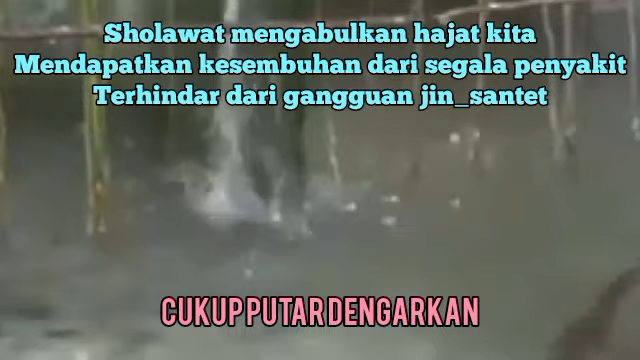 Sholawat mengabulkan hajat kita
Mendapatkan kesembuhan dari segala penyakit
Terhindar dari gangguan jin_santet
CUKUP PUTAR DENGARKAN